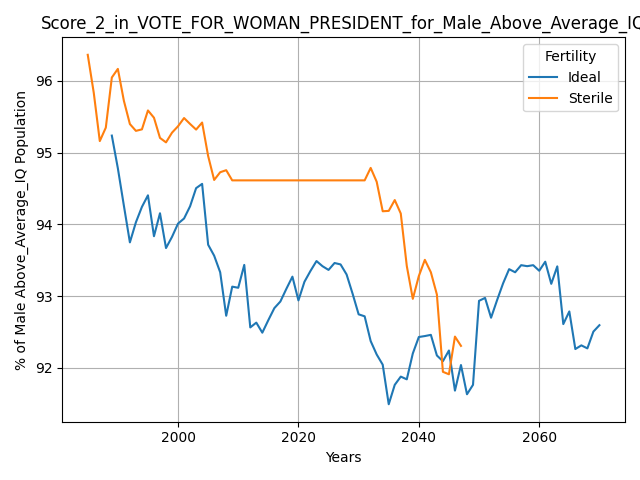 Score_2_in_VOTE_FOR_WOMAN_PRESIDENT_for_Male_Above_Average_IQ
Fertility
Ideal
Sterile
96
95
94
93
92
% of Male Above_Average_IQ Population
2000
2020
2040
2060
Years